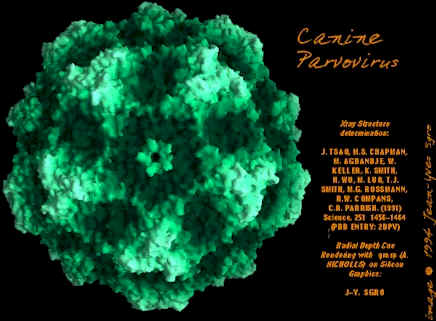 Canine
Parvovirus
Xray Structure
determination:
J. TSAO, M.S. CHAPMAN,
M. AGBANDJE, W.
KELLER, K. SMITH,
H. WU, M. LUO, T.J.
SMITH, M.G. ROSSMANN,
R.W. COMPANS,
C.R. PARRISH. (1991)
Science, 251 1456-1464
(PDB ENTRY: 2DPV)
Radial Depth Cue
Rendering with grasp (A.
NICHOLLS) on Silicon
Graphics:
J-Y. SGRO
image © 1994 Jean-Yves Sgro